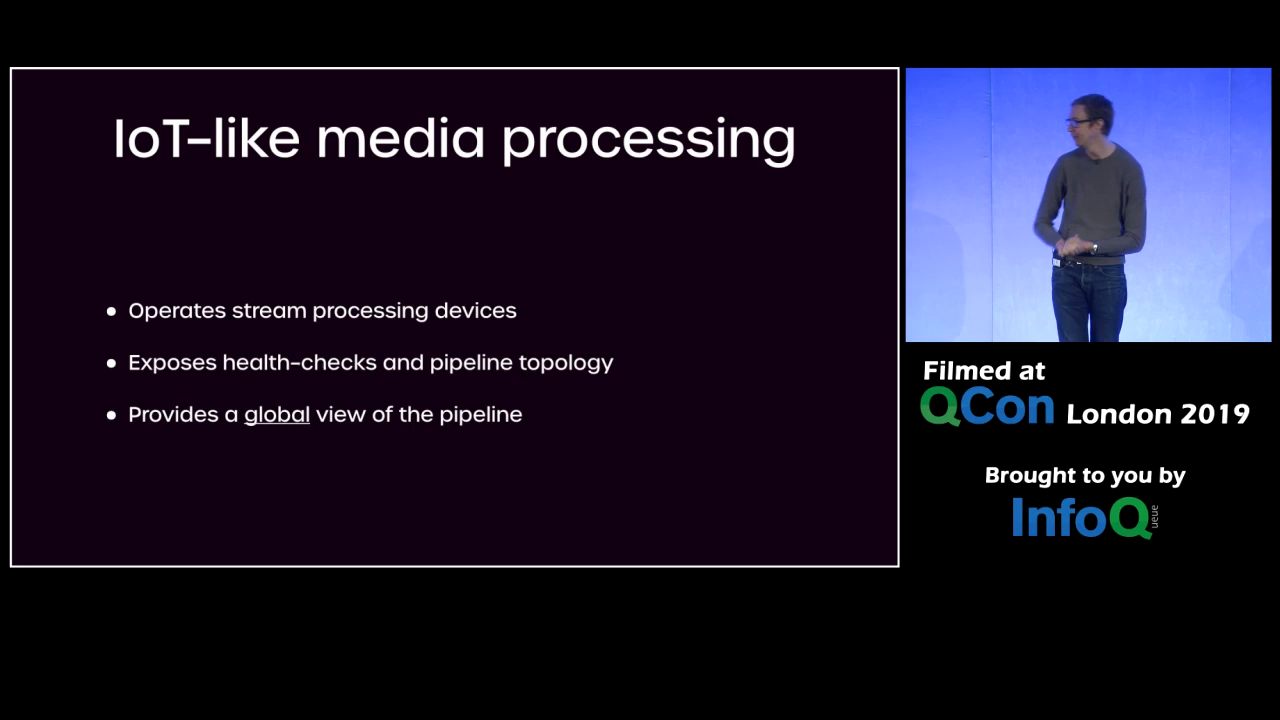 IoT-like media processing
• Operates stream processing devices
• Exposes health-checks and pipeline topology
• Provides a global view of the pipeline
Filmed at
QCon London 2019
Brought to you by
InfoQ
ueue